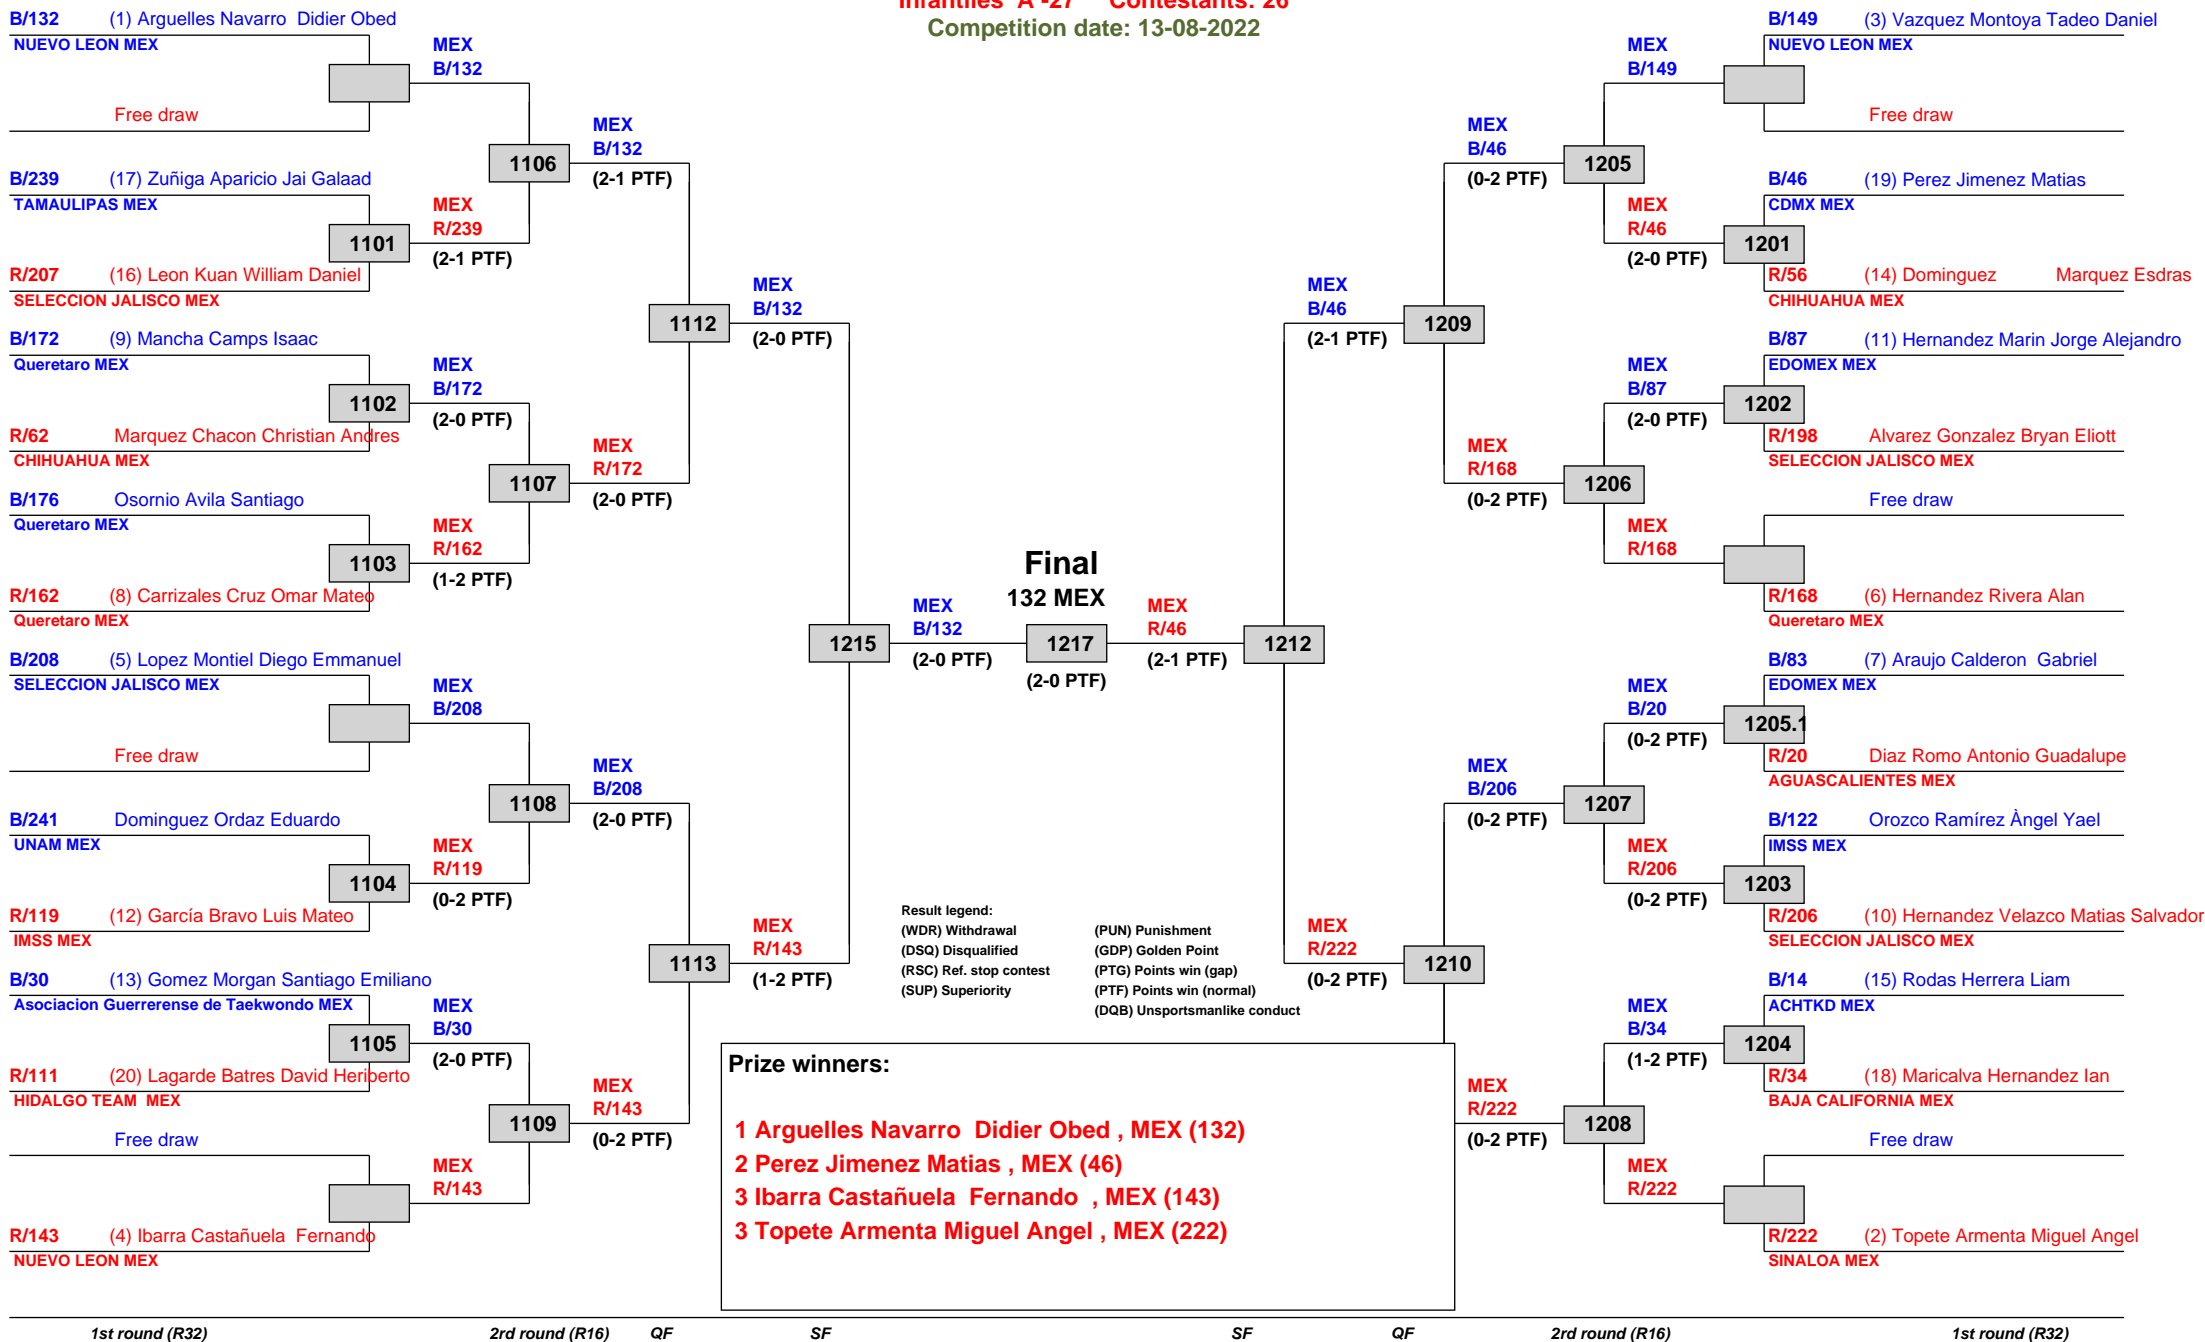 Infantiles A -27 Contestants: 26
Competition date: 13-08-2022
B/132 (1) Arguelles Navarro Didier Obed
NUEVO LEON MEX
Free draw
B/239 (17) Zuñiga Aparicio Jai Galaad
TAMAULIPAS MEX
1101
R/207 (16) Leon Kuan William Daniel
SELECCION JALISCO MEX
B/172 (9) Mancha Camps Isaac
Queretaro MEX
1102
R/62 Marquez Chacon Christian Andres
CHIHUAHUA MEX
B/176 Osornio Avila Santiago
Queretaro MEX
1103
R/162 (8) Carrizales Cruz Omar Mateo
Queretaro MEX
B/208 (5) Lopez Montiel Diego Emmanuel
SELECCION JALISCO MEX
Free draw
B/241 Dominguez Ordaz Eduardo
UNAM MEX
1104
R/119 (12) García Bravo Luis Mateo
IMSS MEX
B/30 (13) Gomez Morgan Santiago Emiliano
Asociacion Guerrerense de Taekwondo MEX
1105
R/111 (20) Lagarde Batres David Heriberto
HIDALGO TEAM MEX
Free draw
R/143 (4) Ibarra Castañuela Fernando
NUEVO LEON MEX
MEX
B/132
1106
MEX
R/239
(2-1 PTF)
MEX
B/172
(2-0 PTF)
1107
MEX
R/162
(1-2 PTF)
MEX
B/208
1108
MEX
R/119
(0-2 PTF)
MEX
B/30
(2-0 PTF)
1109
MEX
R/143
MEX
B/132
(2-1 PTF)
1112
MEX
R/172
(2-0 PTF)
MEX
B/208
(2-0 PTF)
1113
MEX
R/143
(0-2 PTF)
MEX
B/132
(2-0 PTF)
1215
MEX
R/143
(1-2 PTF)
MEX
B/132
(2-0 PTF)
Final
132 MEX
1217
(2-0 PTF)
MEX
R/46
(2-1 PTF)
1212
MEX
B/46
(2-1 PTF)
MEX
R/222
(0-2 PTF)
MEX
B/46
(0-2 PTF)
1209
MEX
R/168
(0-2 PTF)
MEX
B/206
(0-2 PTF)
1210
MEX
R/222
(0-2 PTF)
MEX
B/149
1205
MEX
R/46
(2-0 PTF)
MEX
B/87
(2-0 PTF)
1206
MEX
R/168
MEX
B/20
(0-2 PTF)
1207
MEX
R/206
(0-2 PTF)
MEX
B/34
(1-2 PTF)
1208
MEX
R/222
B/149 (3) Vazquez Montoya Tadeo Daniel
NUEVO LEON MEX
Free draw
B/46 (19) Perez Jimenez Matias
CDMX MEX
1201
R/56 (14) Dominguez Marquez Esdras
CHIHUAHUA MEX
B/87 (11) Hernandez Marin Jorge Alejandro
EDOMEX MEX
1202
R/198 Alvarez Gonzalez Bryan Eliott
SELECCION JALISCO MEX
Free draw
R/168 (6) Hernandez Rivera Alan
Queretaro MEX
B/83 (7) Araujo Calderon Gabriel
EDOMEX MEX
1205.1
R/20 Diaz Romo Antonio Guadalupe
AGUASCALIENTES MEX
B/122 Orozco Ramírez Àngel Yael
IMSS MEX
1203
R/206 (10) Hernandez Velazco Matias Salvador
SELECCION JALISCO MEX
B/14 (15) Rodas Herrera Liam
ACHTKD MEX
1204
R/34 (18) Maricalva Hernandez Ian
BAJA CALIFORNIA MEX
Free draw
R/222 (2) Topete Armenta Miguel Angel
SINALOA MEX
Result legend:
(WDR) Withdrawal (PUN) Punishment
(DSQ) Disqualified (GDP) Golden Point
(RSC) Ref. stop contest (PTG) Points win (gap)
(SUP) Superiority (PTF) Points win (normal)
(DQB) Unsportsmanlike conduct
Prize winners:
1 Arguelles Navarro Didier Obed , MEX (132)
2 Perez Jimenez Matias , MEX (46)
3 Ibarra Castañuela Fernando , MEX (143)
3 Topete Armenta Miguel Angel , MEX (222)
1st round (R32) 2rd round (R16) QF SF SF QF 2rd round (R16) 1st round (R32)